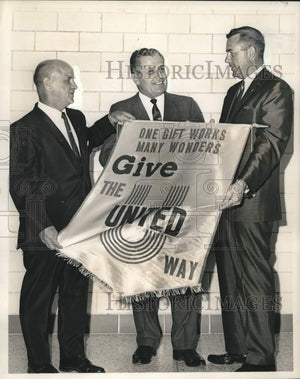 HISTORIC IMAGES
ONE GIFT WORKS
MANY WONDERS
Give
THE
UNITED
WAY
HISTORIC IMAGES